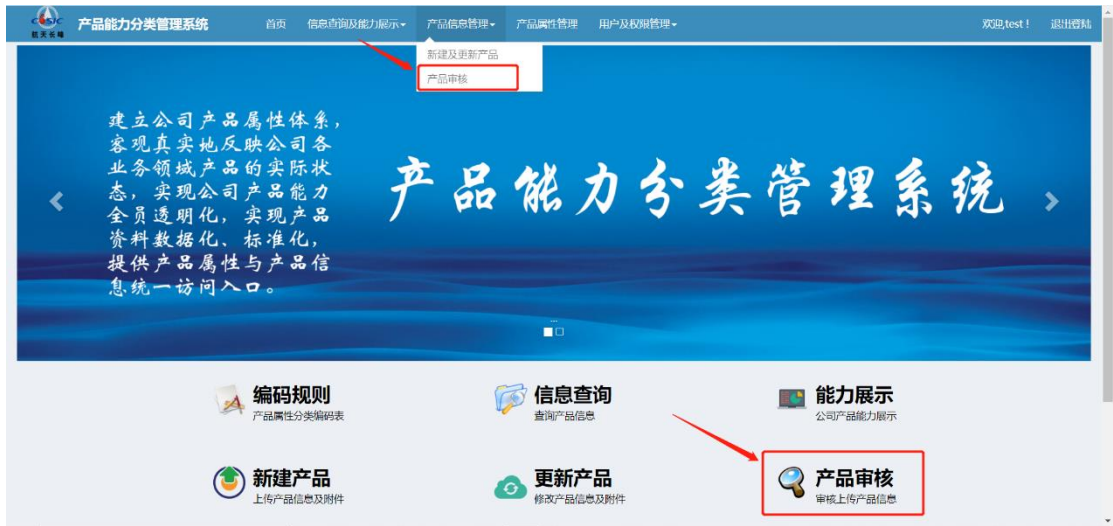 CASIC
航天长峰
产品能力分类管理系统 首页 信息查询及能力展示 产品信息管理 产品属性管理 用户及权限管理 欢迎,test！ 退出登陆
新建及更新产品
产品审核
建立公司产品属性体系，
客观真实地反映公司各
业务领域产品的实际状
态，实现公司产品能力
全员透明化，实现产品
资料数据化、标准化，
提供产品属性与产品信
息统一访问入口。
产品能力分类管理系统
...
编码规则
产品属性分类编码表
信息查询
查询产品信息
能力展示
公司产品能力展示
新建产品
上传产品信息及附件
更新产品
修改产品信息及附件
产品审核
审核上传产品信息